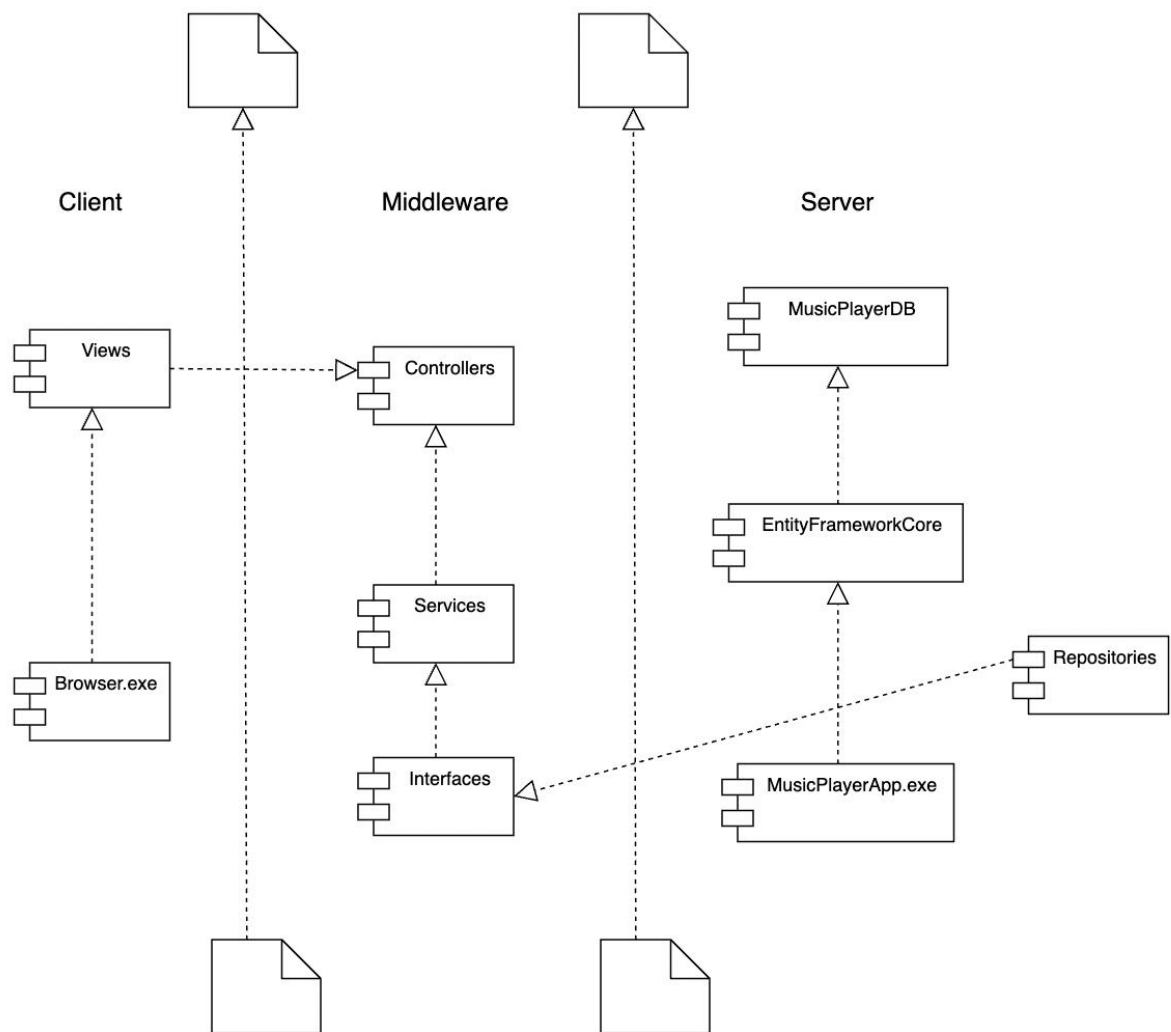 Client
Middleware
Server
MusicPlayerDB
Views
Controllers
EntityFrameworkCore
Services
Repositories
Browser.exe
Interfaces
MusicPlayerApp.exe